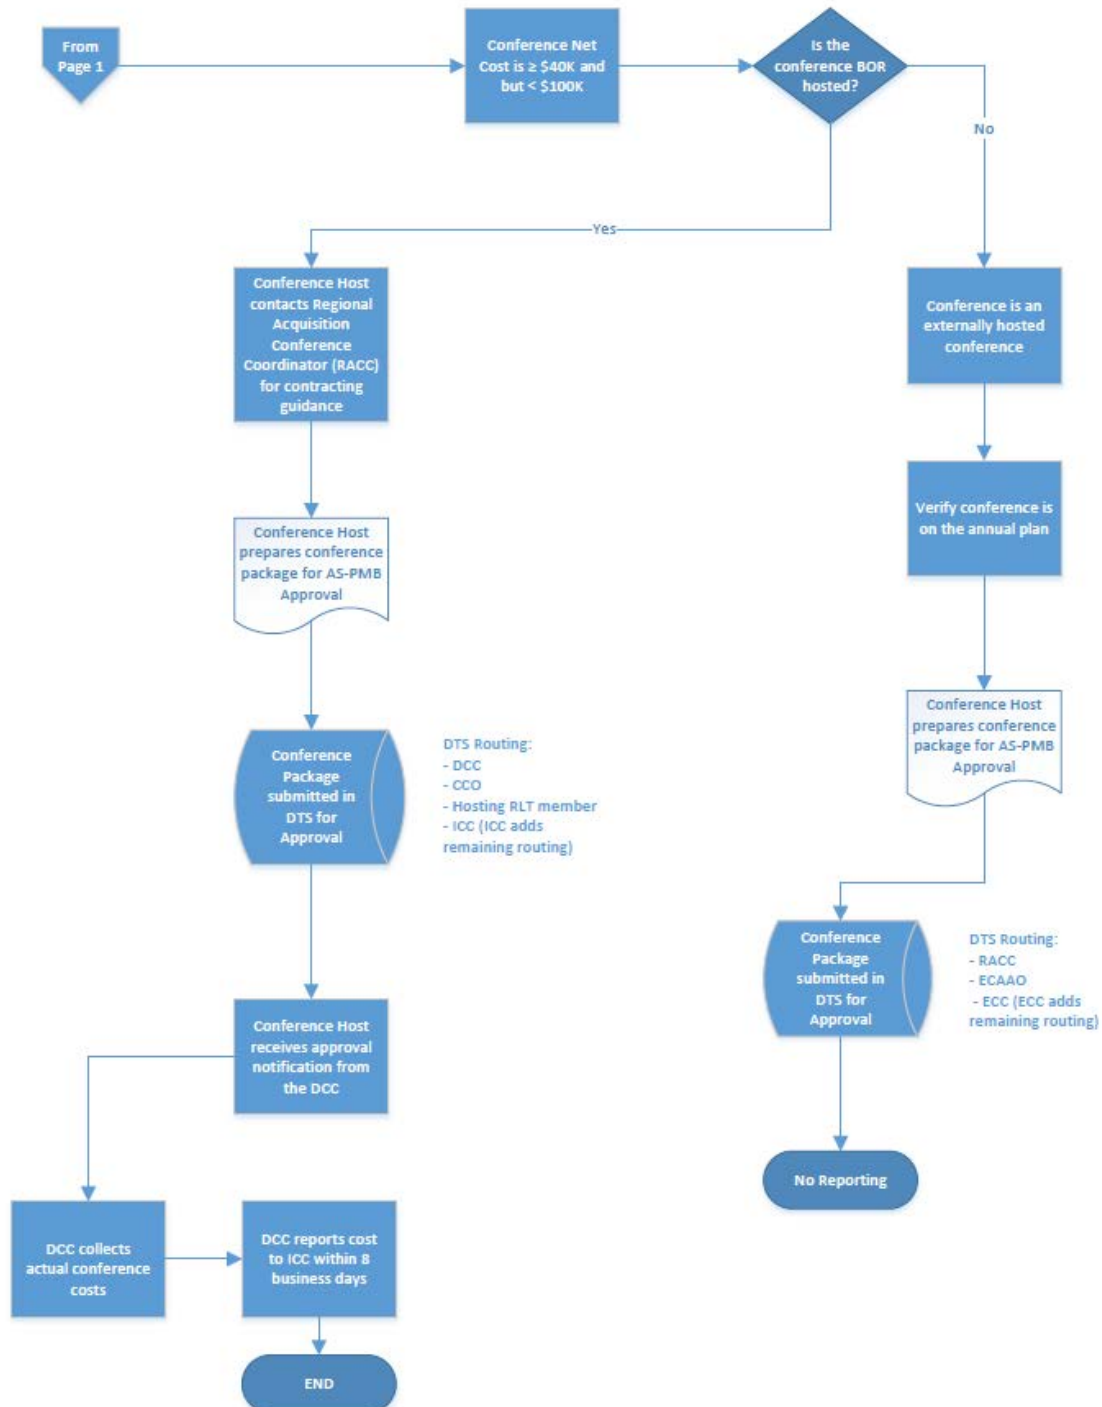 From
Page 1
Conference Net
Cost is ≥ $40K and
but < $100K
Is the
conference BOR
hosted?
No
Yes
Conference Host
contacts Regional
Acquisition
Conference
Coordinator (RACC)
for contracting
guidance
Conference is an
externally hosted
conference
Conference Host
prepares conference
package for AS-PMB
Approval
Verify conference is
on the annual plan
Conference
Package
submitted in
DTS for
Approval
DTS Routing:
- DCC
- CCO
- Hosting RLT member
- ICC (ICC adds
remaining routing)
Conference Host
prepares conference
package for AS-PMB
Approval
Conference
Package
submitted in
DTS for
Approval
DTS Routing:
- RACC
- ECAAO
- ECC (ECC adds
remaining routing)
Conference Host
receives approval
notification from
the DCC
No Reporting
DCC collects
actual conference
costs
DCC reports cost
to ICC within 8
business days
END